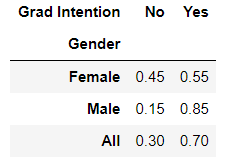 Grad Intention No Yes
Gender
Female 0.45 0.55
Male 0.15 0.85
All 0.30 0.70